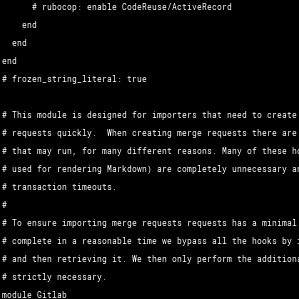 # rubocop: enable CodeReuse/ActiveRecord
end
end
end
# frozen_string_literal: true
# This module is designed for importers that need to create
# requests quickly. When creating merge requests there are
# that may run, for many different reasons. Many of these
# used for rendering Markdown) are completely unnecessary
# transaction timeouts.
#
# To ensure importing merge requests requests has a minimal
# complete in a reasonable time we bypass all the hooks by
# and then retrieving it. We then only perform the
# strictly necessary.
module Gitlab